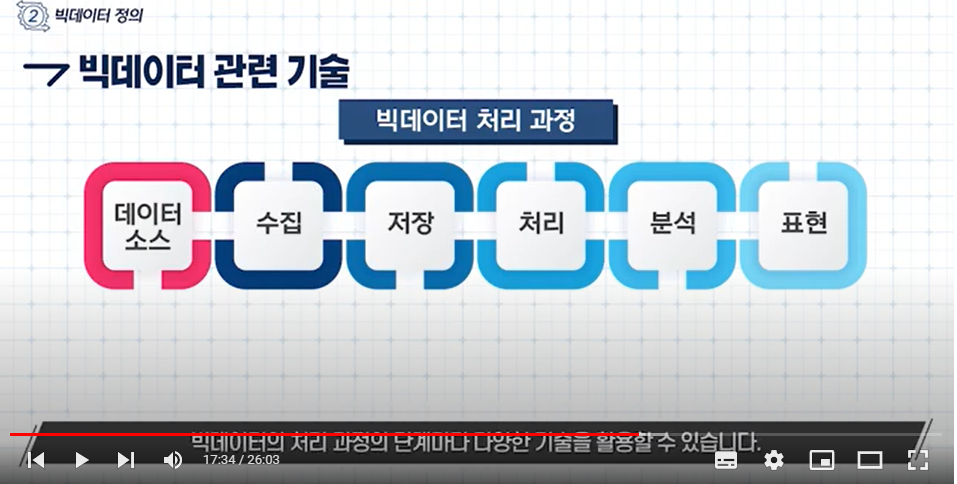 2 빅데이터 정의
빅데이터 관련 기술
빅데이터 처리 과정
데이터
소스
수집
저장
처리
분석
표현
빅데이터의 처리 과정의 단계마다 다양한 기술을 활용할 수 있습니다.
17:34 / 26:03